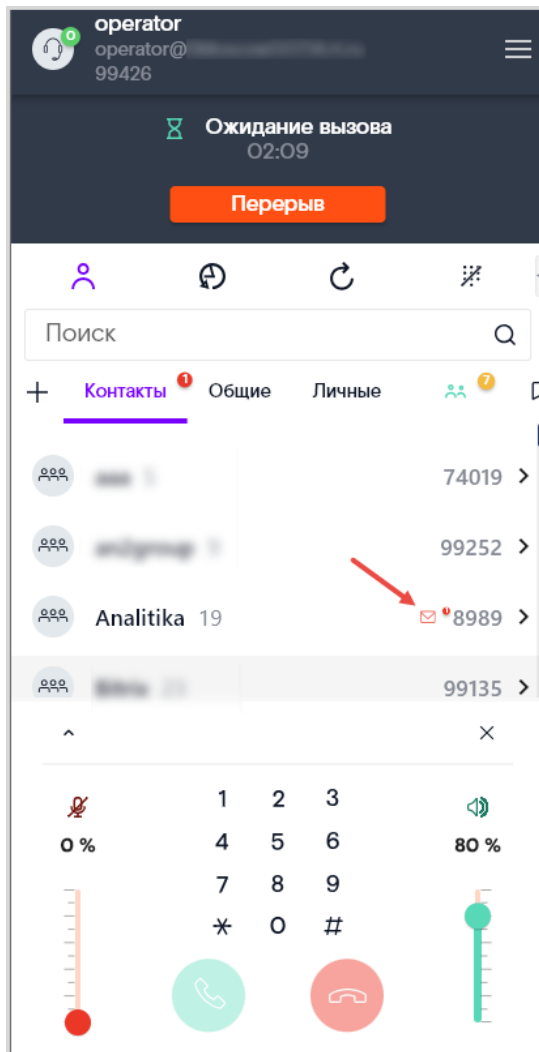 0
operator
operator@
99426
Ожидание вызова
02:09
Перерыв
Поиск
Контакты 1 Общие Личные 7
74019
99252
Analitika 19 8989
99135
1 2 3
0 % 4 5 6 80 %
7 8 9
* 0 #